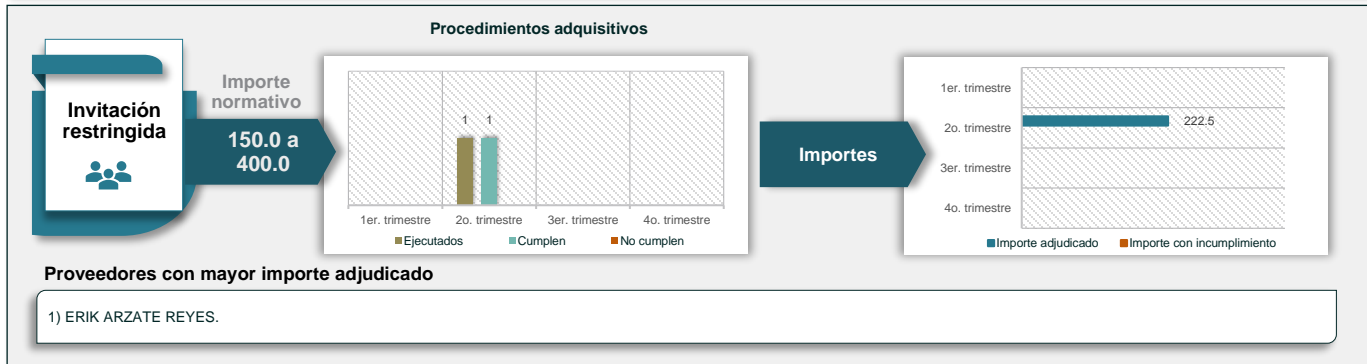 Procedimientos adquisitivos
Invitación
restringida
Importe
normativo
150.0 a
400.0
1 1
1er. trimestre 2o. trimestre 3er. trimestre 4o. trimestre
Ejecutados Cumplen No cumplen
Importes
1er. trimestre
2o. trimestre 222.5
3er. trimestre
4o. trimestre
Importe adjudicado Importe con incumplimiento
Proveedores con mayor importe adjudicado
1) ERIK ARZATE REYES.